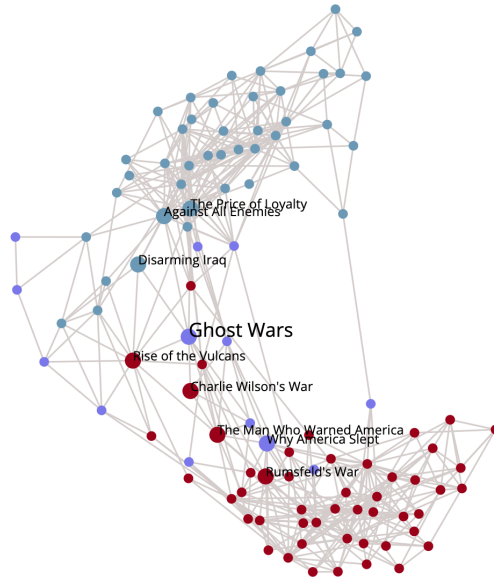 The Price of Loyalty
Against All Enemies
Disarming Iraq
Ghost Wars
Rise of the Vulcans
Charlie Wilson's War
The Man Who Warned America
Why America Slept
Rumsfeld's War